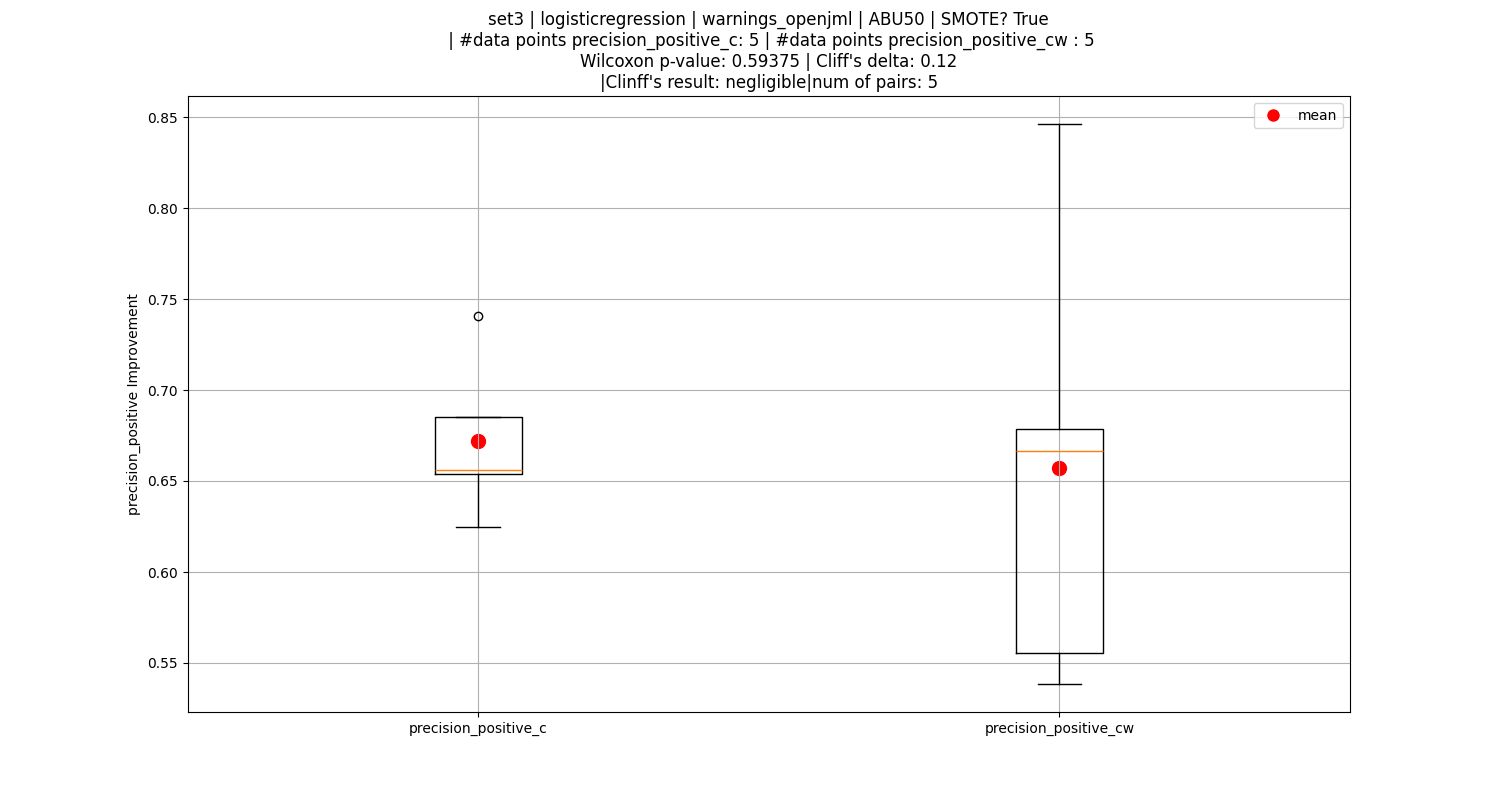 set3 | logisticregression | warnings_openjml | ABU50 | SMOTE? True
| #data points precision_positive_c: 5 | #data points precision_positive_cw : 5
Wilcoxon p-value: 0.59375 | Cliff's delta: 0.12
|Clinff's result: negligible|num of pairs: 5
mean
precision_positive Improvement
0.85
0.80
0.75
0.70
0.65
0.60
0.55
precision_positive_c
precision_positive_cw